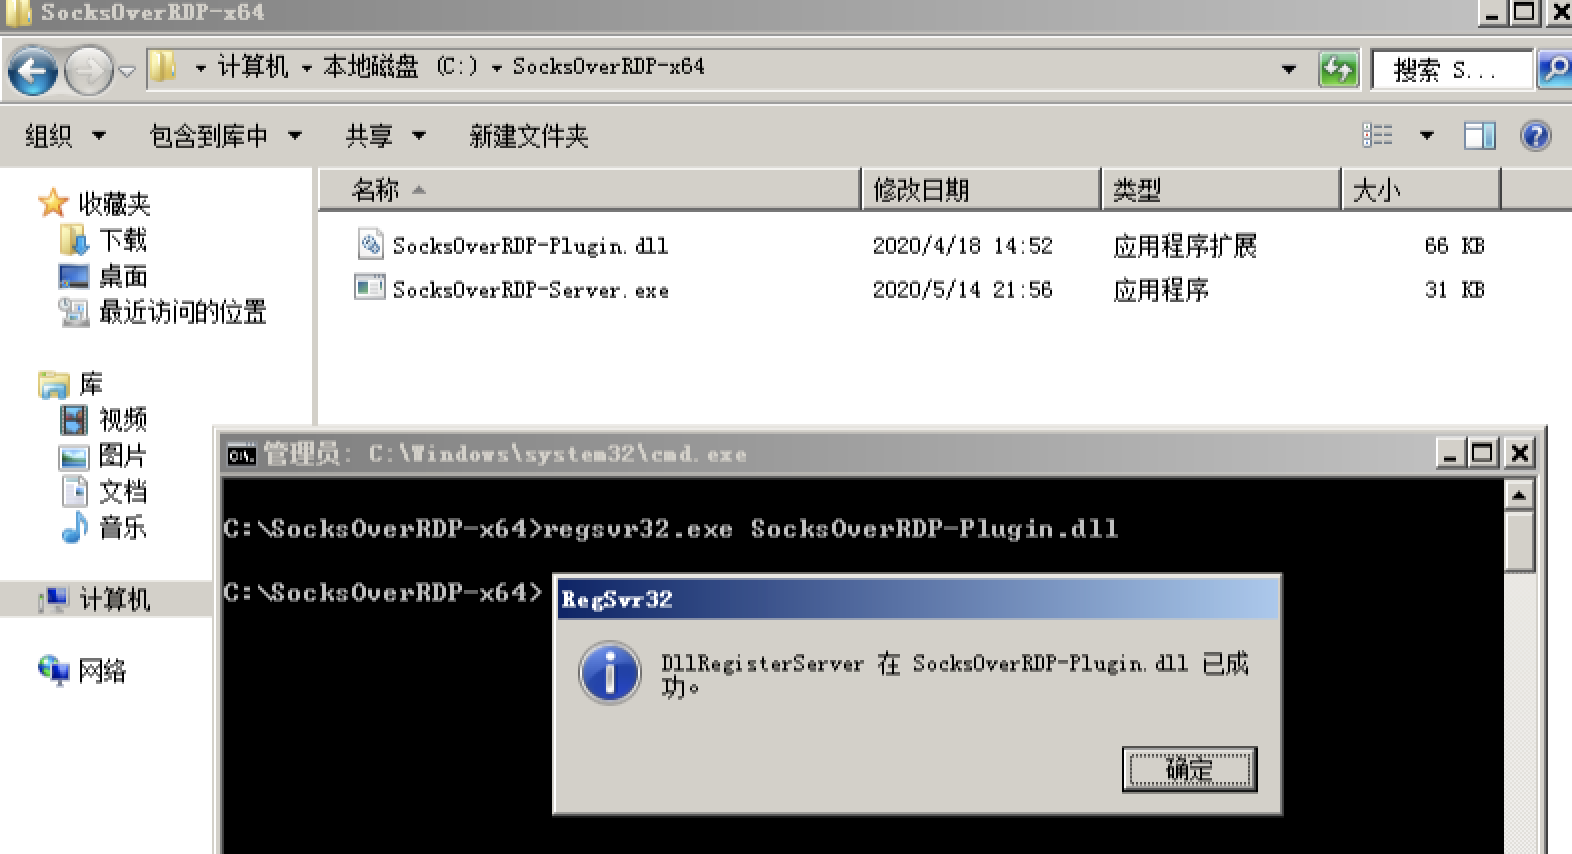 SocksOverRDP-x64
计算机 本地磁盘 (C:) SocksOverRDP-x64 搜索 S...
组织 包含到库中 共享 新建文件夹
名称 修改日期 类型 大小
收藏夹
下载
桌面
最近访问的位置
库
视频
图片
文档
音乐
计算机
网络
SocksOverRDP-Plugin.dll 2020/4/18 14:52 应用程序扩展 66 KB
SocksOverRDP-Server.exe 2020/5/14 21:56 应用程序 31 KB
管理员: C:\Windows\system32\cmd.exe
C:\SocksOverRDP-x64>regsvr32.exe SocksOverRDP-Plugin.dll
C:\SocksOverRDP-x64>
RegSvr32
DllRegisterServer 在 SocksOverRDP-Plugin.dll 已成
功。
确定